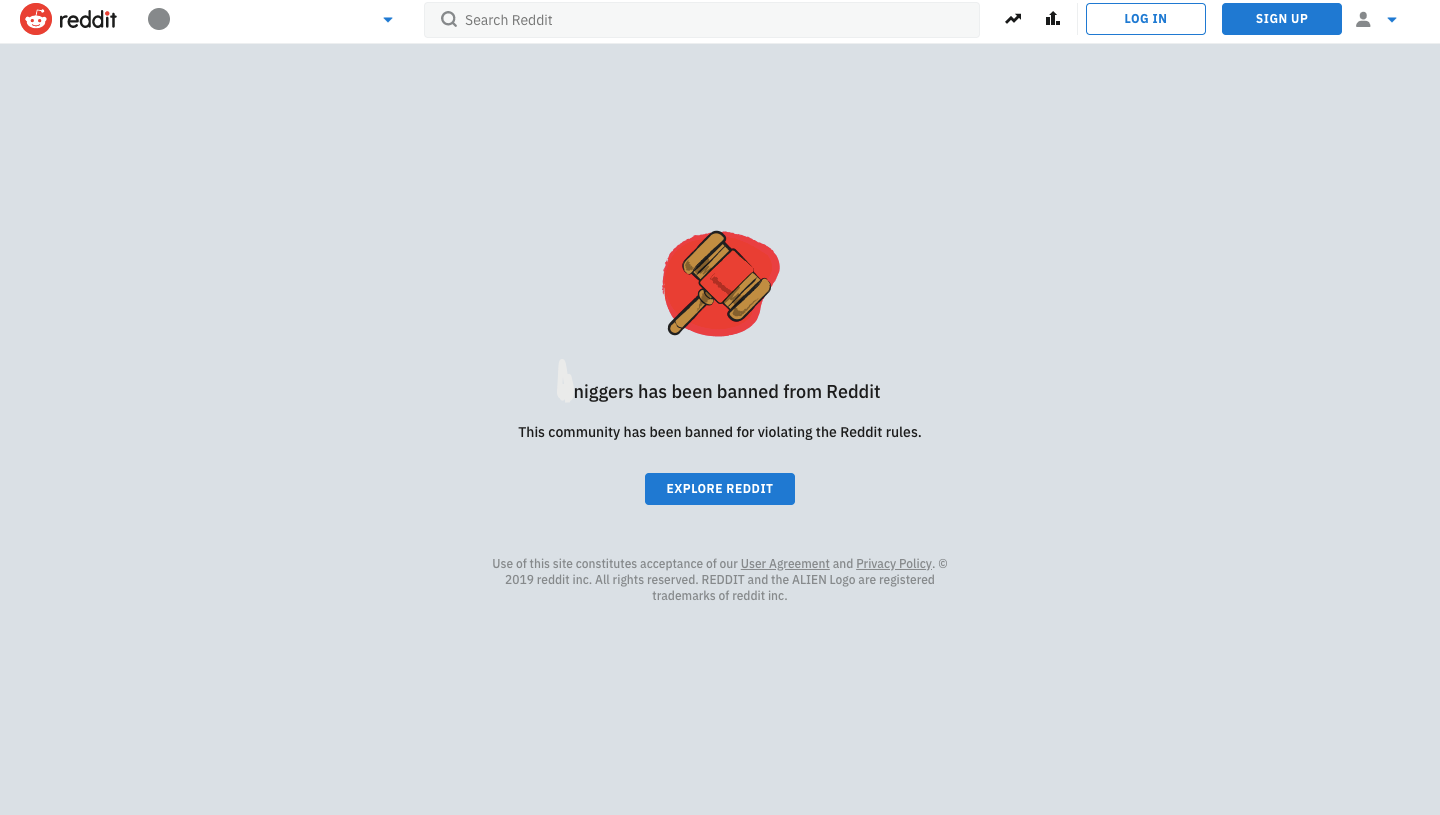 reddit
Search Reddit
LOG IN
SIGN UP
niggers has been banned from Reddit
This community has been banned for violating the Reddit rules.
EXPLORE REDDIT
Use of this site constitutes acceptance of our User Agreement and Privacy Policy. ©
2019 reddit inc. All rights reserved. REDDIT and the ALIEN Logo are registered
trademarks of reddit inc.